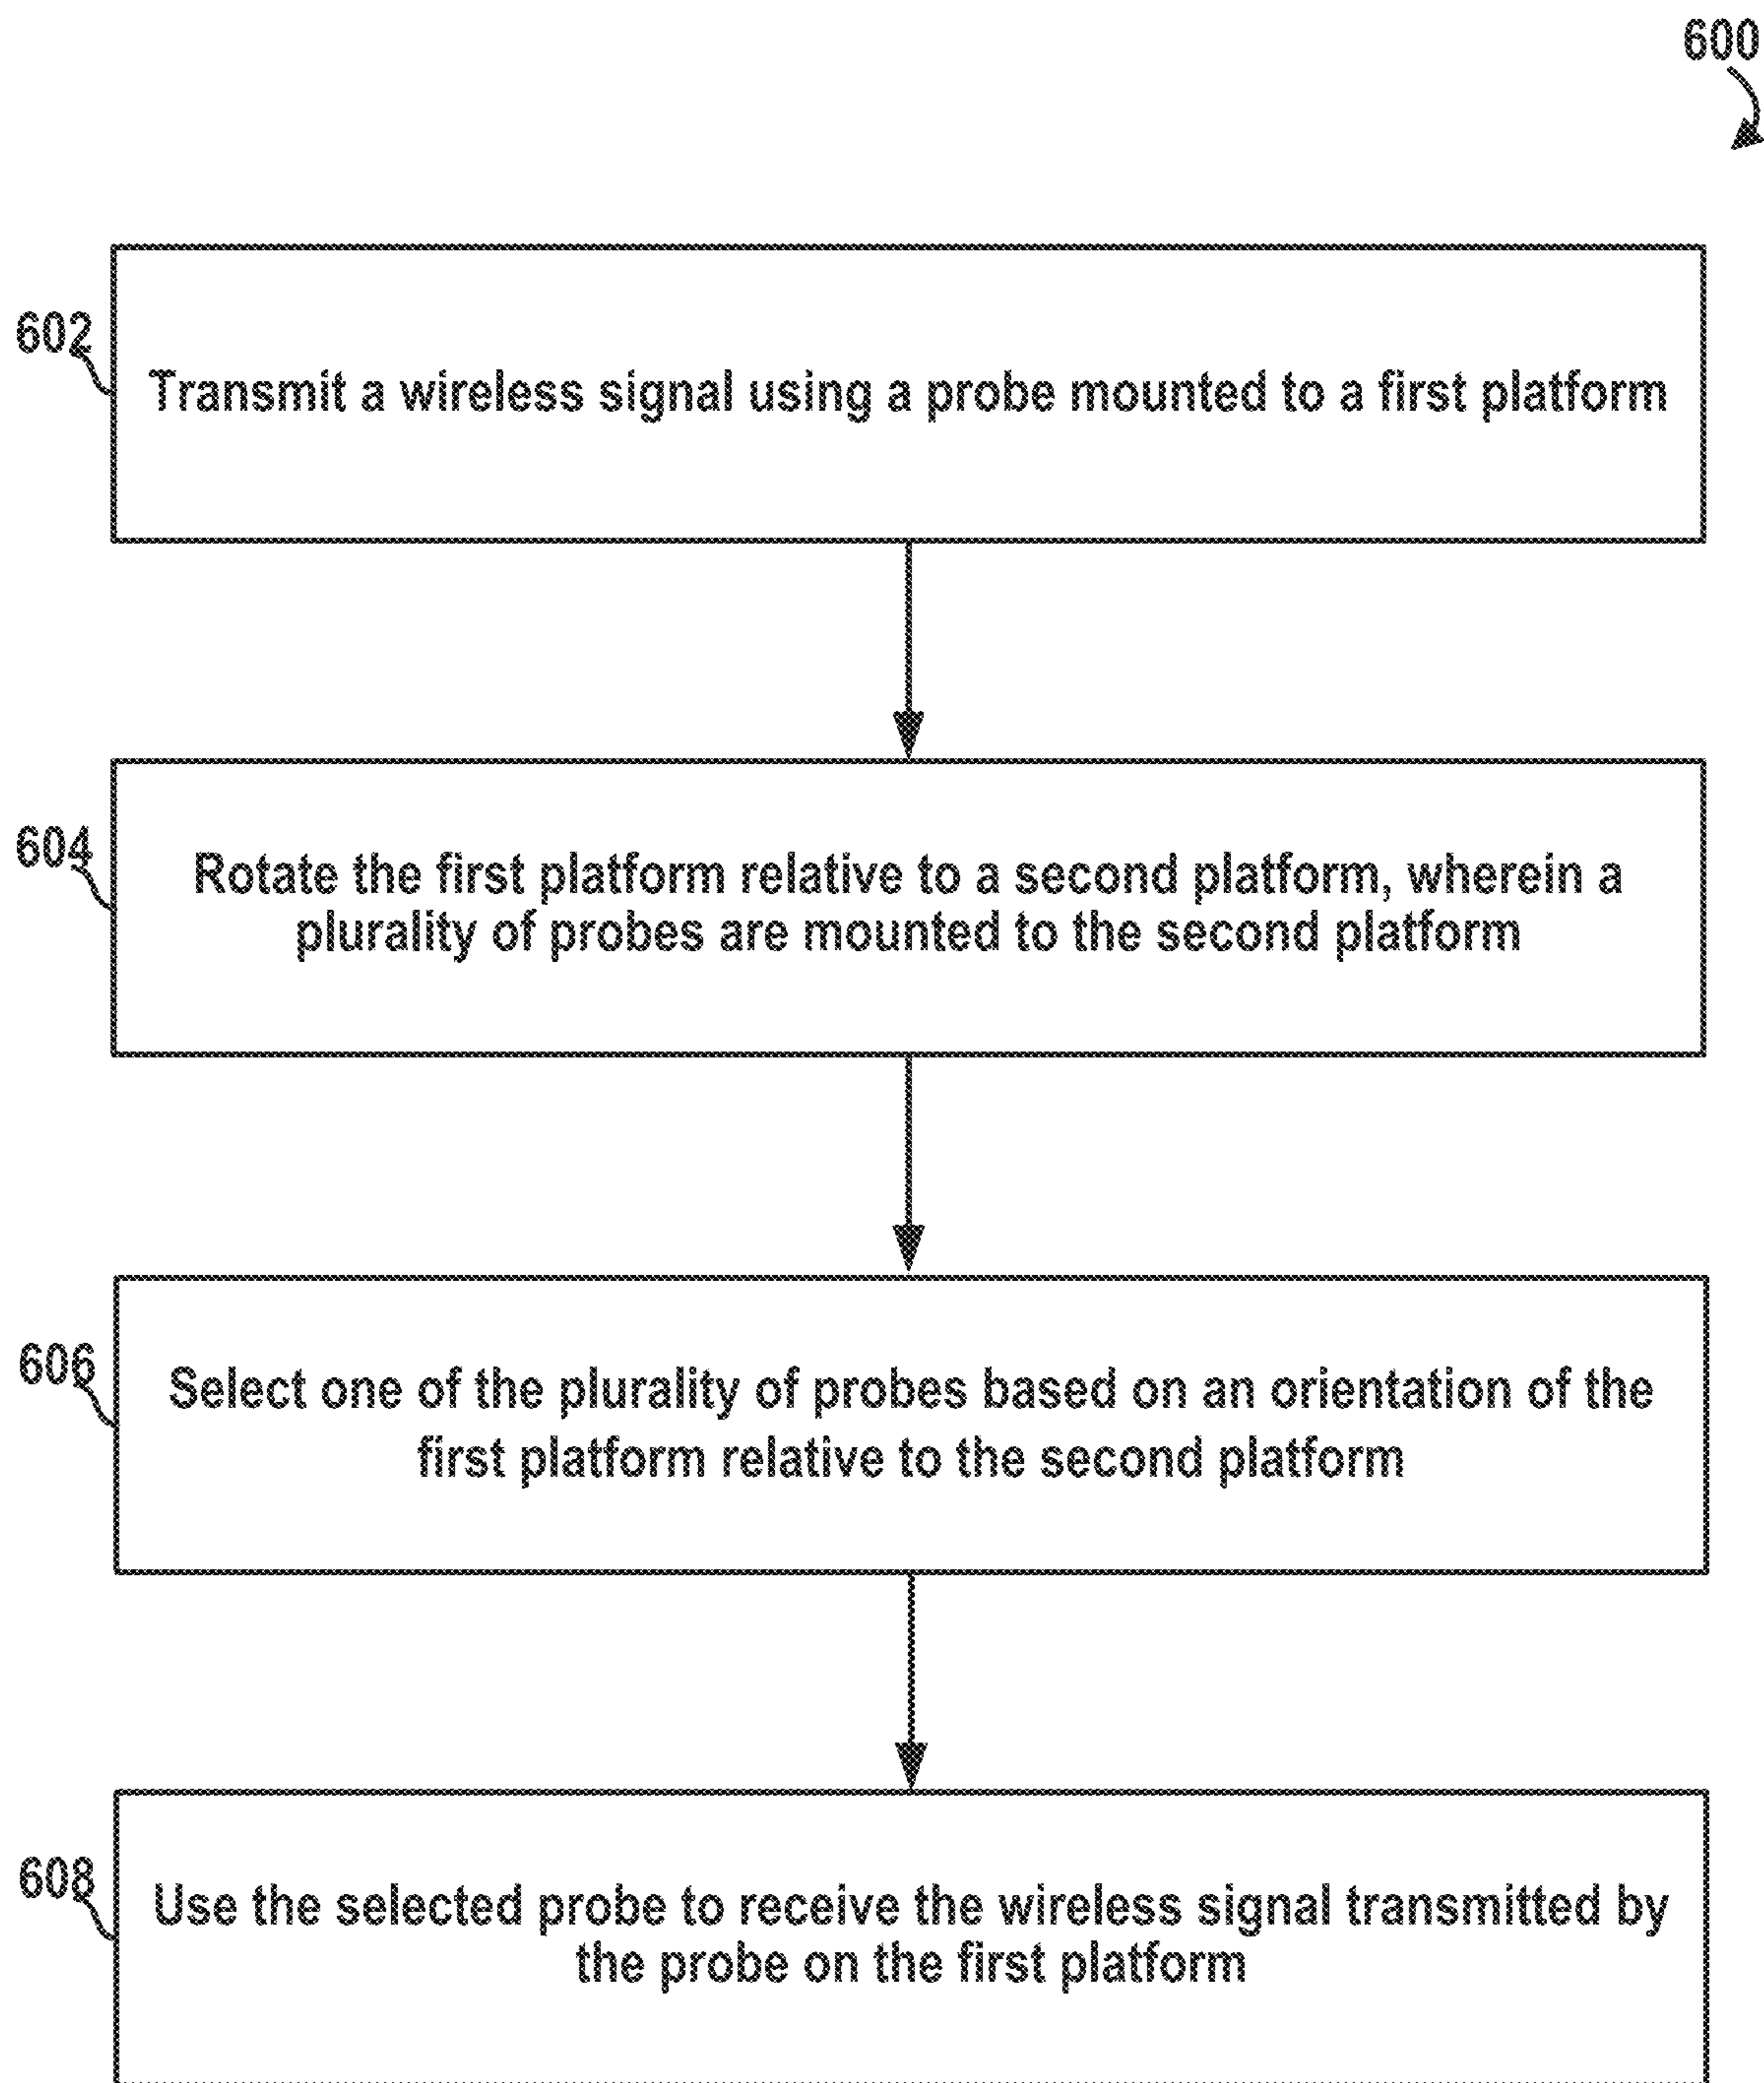 600
602
Transmit a wireless signal using a probe mounted to a first platform
604
Rotate the first platform relative to a second platform, wherein a
plurality of probes are mounted to the second platform
606
Select one of the plurality of probes based on an orientation of the
first platform relative to the second platform
608
Use the selected probe to receive the wireless signal transmitted by
the probe on the first platform